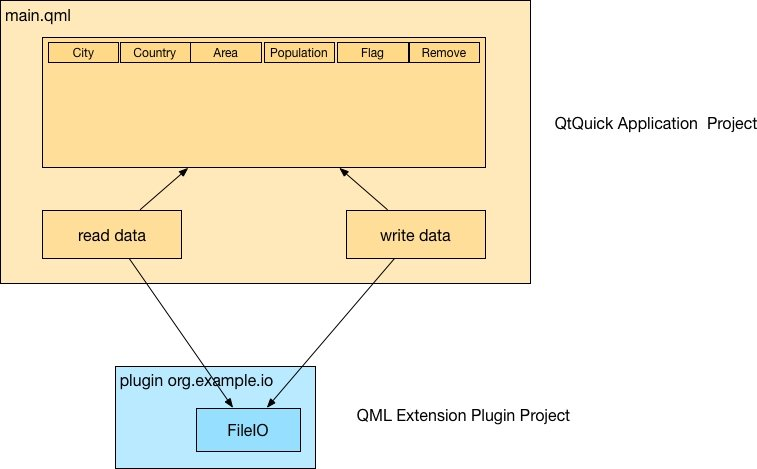 main.qml
City Country Area Population Flag Remove
QtQuick Application  Project
read data write data
plugin org.example.io
QML Extension Plugin Project
FileIO